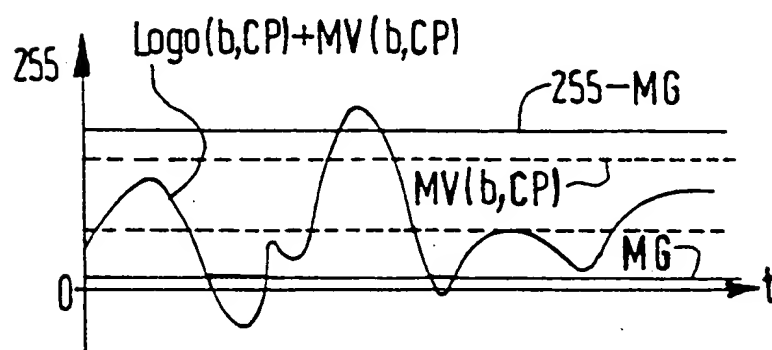 Logo(b,CP)+MV(b,CP)
255
255-MG
MV(b,CP)
MG
0
t